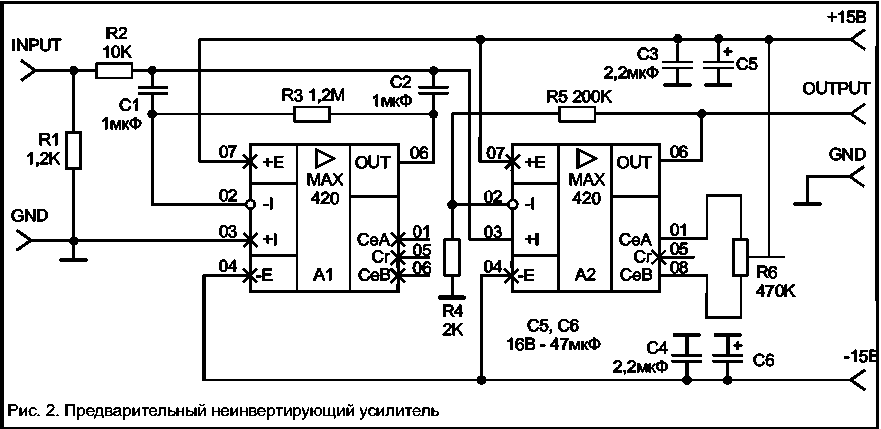 +15В
INPUT
R2
10K
C3
2,2мкФ
+
C5
C1
1мкФ
C2
1мкФ
R3 1,2M
R5 200K
OUTPUT
R1
1,2K
07
+E
MAX
420
OUT
06
07
+E
MAX
420
OUT
06
GND
02
-I
02
-I
GND
03
+I
CeA
01
03
+I
CeA
01
Cr
05
Cr
05
04
-E
A1
CeB
06
04
-E
A2
CeB
08
R6
470K
R4
2K
C5, C6
16В - 47мкФ
C4
2,2мкФ
+
C6
-15В
Рис. 2. Предварительный неинвертирующий усилитель